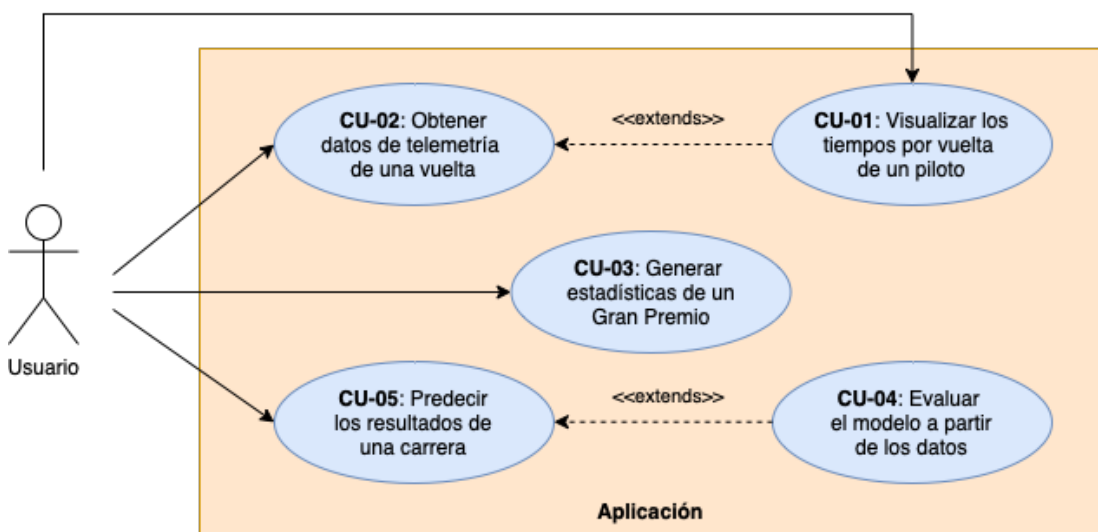 CU-02: Obtener
datos de telemetría
de una vuelta
<<extends>>
CU-01: Visualizar los
tiempos por vuelta
de un piloto
CU-03: Generar
estadísticas de un
Gran Premio
Usuario
CU-05: Predecir
los resultados de
una carrera
<<extends>>
CU-04: Evaluar
el modelo a partir
de los datos
Aplicación